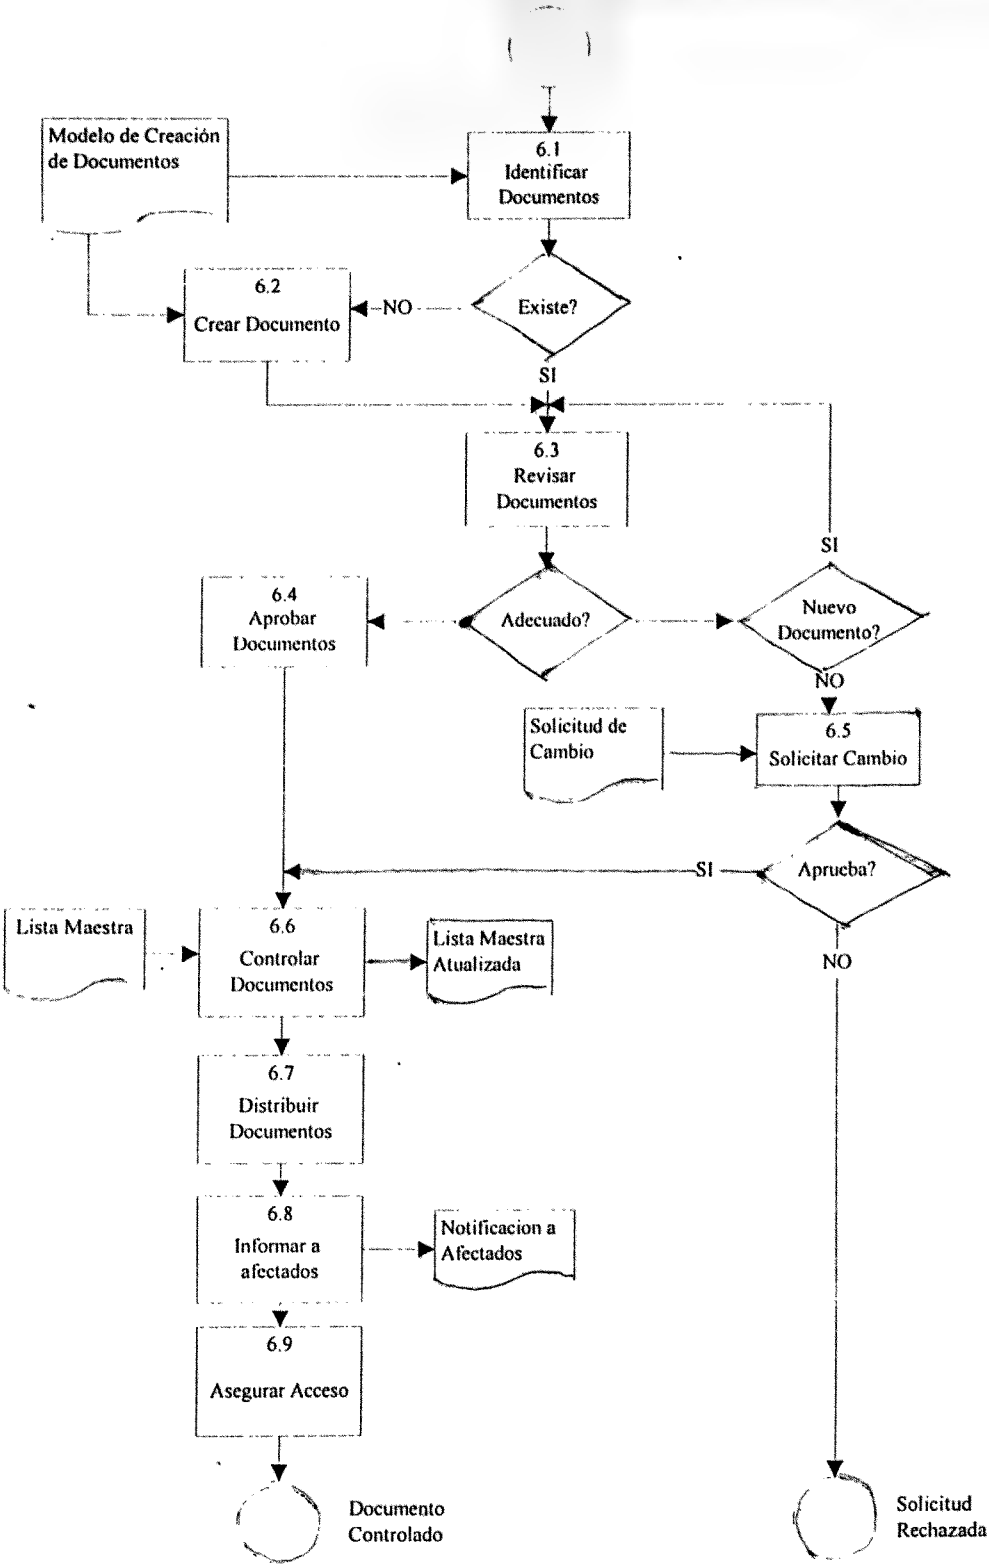 Modelo de Creación
de Documentos
6.1
Identificar
Documentos
6.2
Crear Documento
NO
Existe?
SI
6.3
Revisar
Documentos
SI
6.4
Aprobar
Documentos
Adecuado?
Nuevo
Documento?
NO
Solicitud de
Cambio
6.5
Solicitar Cambio
SI
Aprueba?
Lista Maestra
6.6
Controlar
Documentos
Lista Maestra
Atualizada
NO
6.7
Distribuir
Documentos
6.8
Informar a
afectados
Notificacion a
Afectados
6.9
Asegurar Acceso
Documento
Controlado
Solicitud
Rechazada